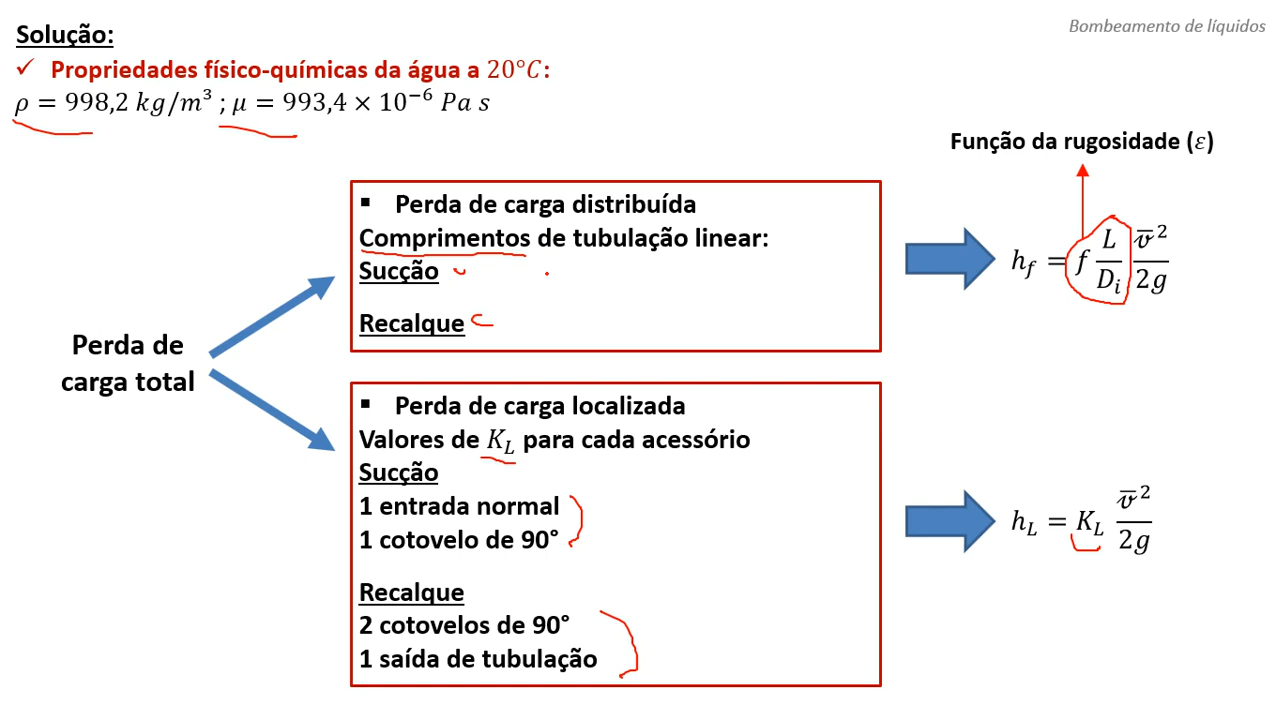 Bombeamento de líquidos
Solução:
✓ Propriedades físico-químicas da água a 20°C:
ρ = 998,2 kg/m³ ; μ = 993,4 × 10⁻⁶ Pa s
Função da rugosidade (ε)
▪ Perda de carga distribuída
Comprimentos de tubulação linear:
Sucção
Recalque
h_f = f L/D_i v̅²/2g
Perda de
carga total
▪ Perda de carga localizada
Valores de K_L para cada acessório
Sucção
1 entrada normal
1 cotovelo de 90°
Recalque
2 cotovelos de 90°
1 saída de tubulação
h_L = K_L v̅²/2g